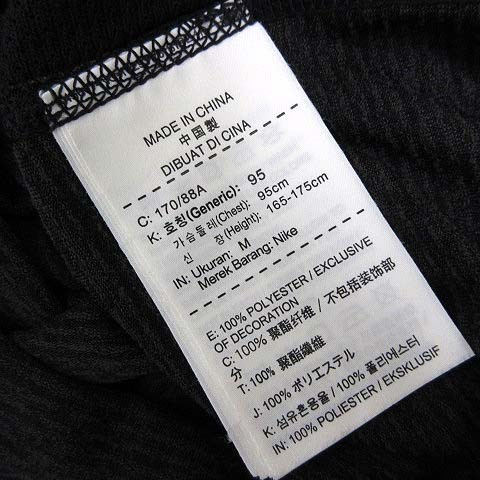 MADE IN CHINA
中国製
DIBUAT DI CINA
C: 170/88A
K: 호칭(Generic): 95
가슴둘레(Chest): 95cm
신 장(Height): 165-175cm
IN: Ukuran: M
Merek Barang: Nike
E: 100% POLYESTER / EXCLUSIVE
OF DECORATION
C: 100% 聚酯纤维 / 不包括装饰部
分
T: 100% 聚酯纖維
J: 100% ポリエステル
K: 섬유혼용율 / 100% 폴리에스터
IN: 100% POLIESTER / EKSKLUSIF